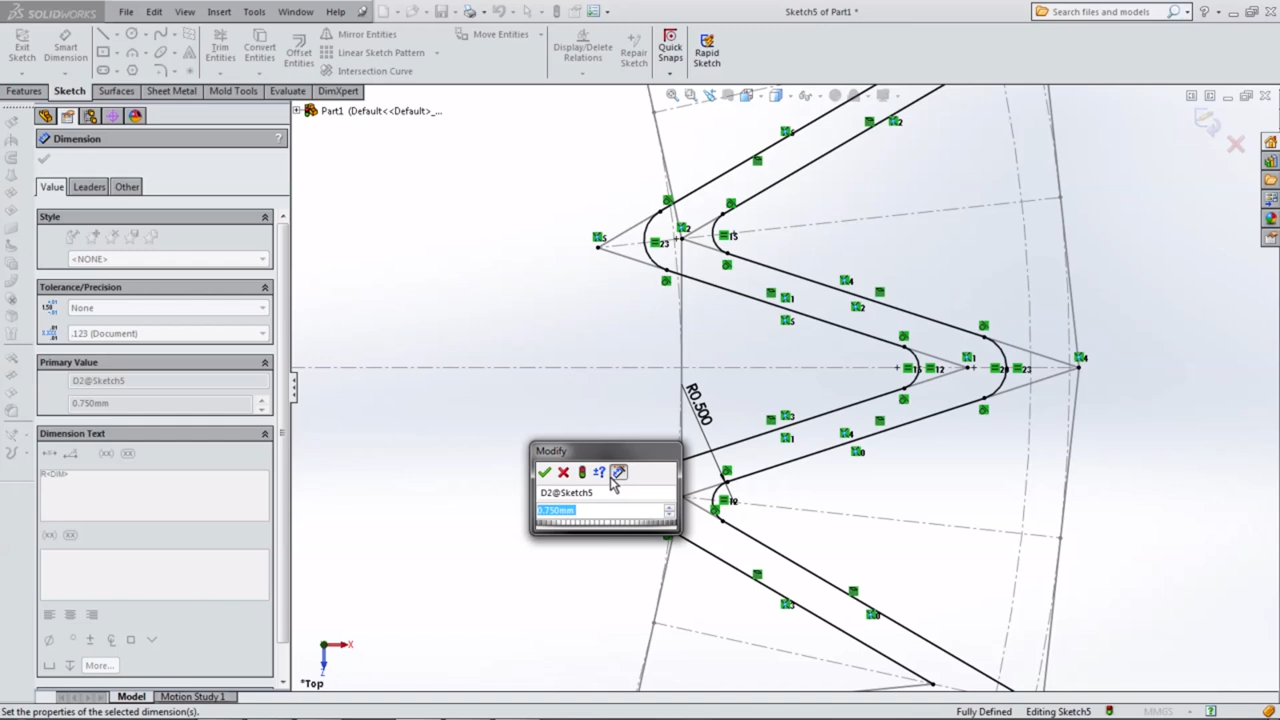 SOLIDWORKS File Edit View Insert Tools Window Help Sketch5 of Part1 * Search files and models
Exit Sketch Smart Dimension Trim Entities Convert Entities Offset Entities Mirror Entities Linear Sketch Pattern Intersection Curve Move Entities Display/Delete Relations Repair Sketch Quick Snaps Rapid Sketch
Features Sketch Surfaces Sheet Metal Mold Tools Evaluate DimXpert
Part1 (Default<<Default>_...
Dimension ?
Value Leaders Other
Style
<NONE>
Tolerance/Precision
None
.123 (Document)
Primary Value
D2@Sketch5
0.750mm
Dimension Text
R<DIM>
More...
R0.500
Modify
D2@Sketch5
0.750mm
X
Z
*Top
Model Motion Study 1
Set the properties of the selected dimension(s). Fully Defined Editing Sketch5 MMGS